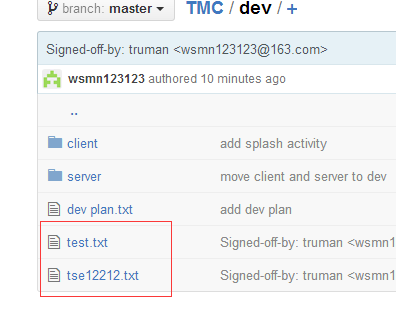 branch: master TMC / dev / +
Signed-off-by: truman <wsmn123123@163.com>
wsmn123123 authored 10 minutes ago
..
client add splash activity
server move client and server to dev
dev plan.txt add dev plan
test.txt Signed-off-by: truman <wsmn1
tse12212.txt Signed-off-by: truman <wsmn1